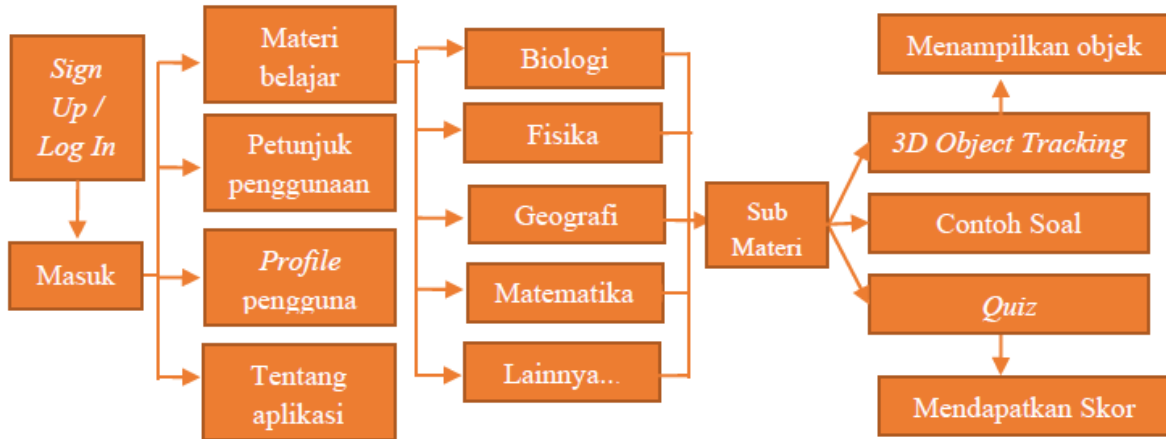 Sign
Up /
Log In
Masuk
Materi
belajar
Petunjuk
penggunaan
Profile
pengguna
Tentang
aplikasi
Biologi
Fisika
Geografi
Matematika
Lainnya...
Sub
Materi
Menampilkan objek
3D Object Tracking
Contoh Soal
Quiz
Mendapatkan Skor